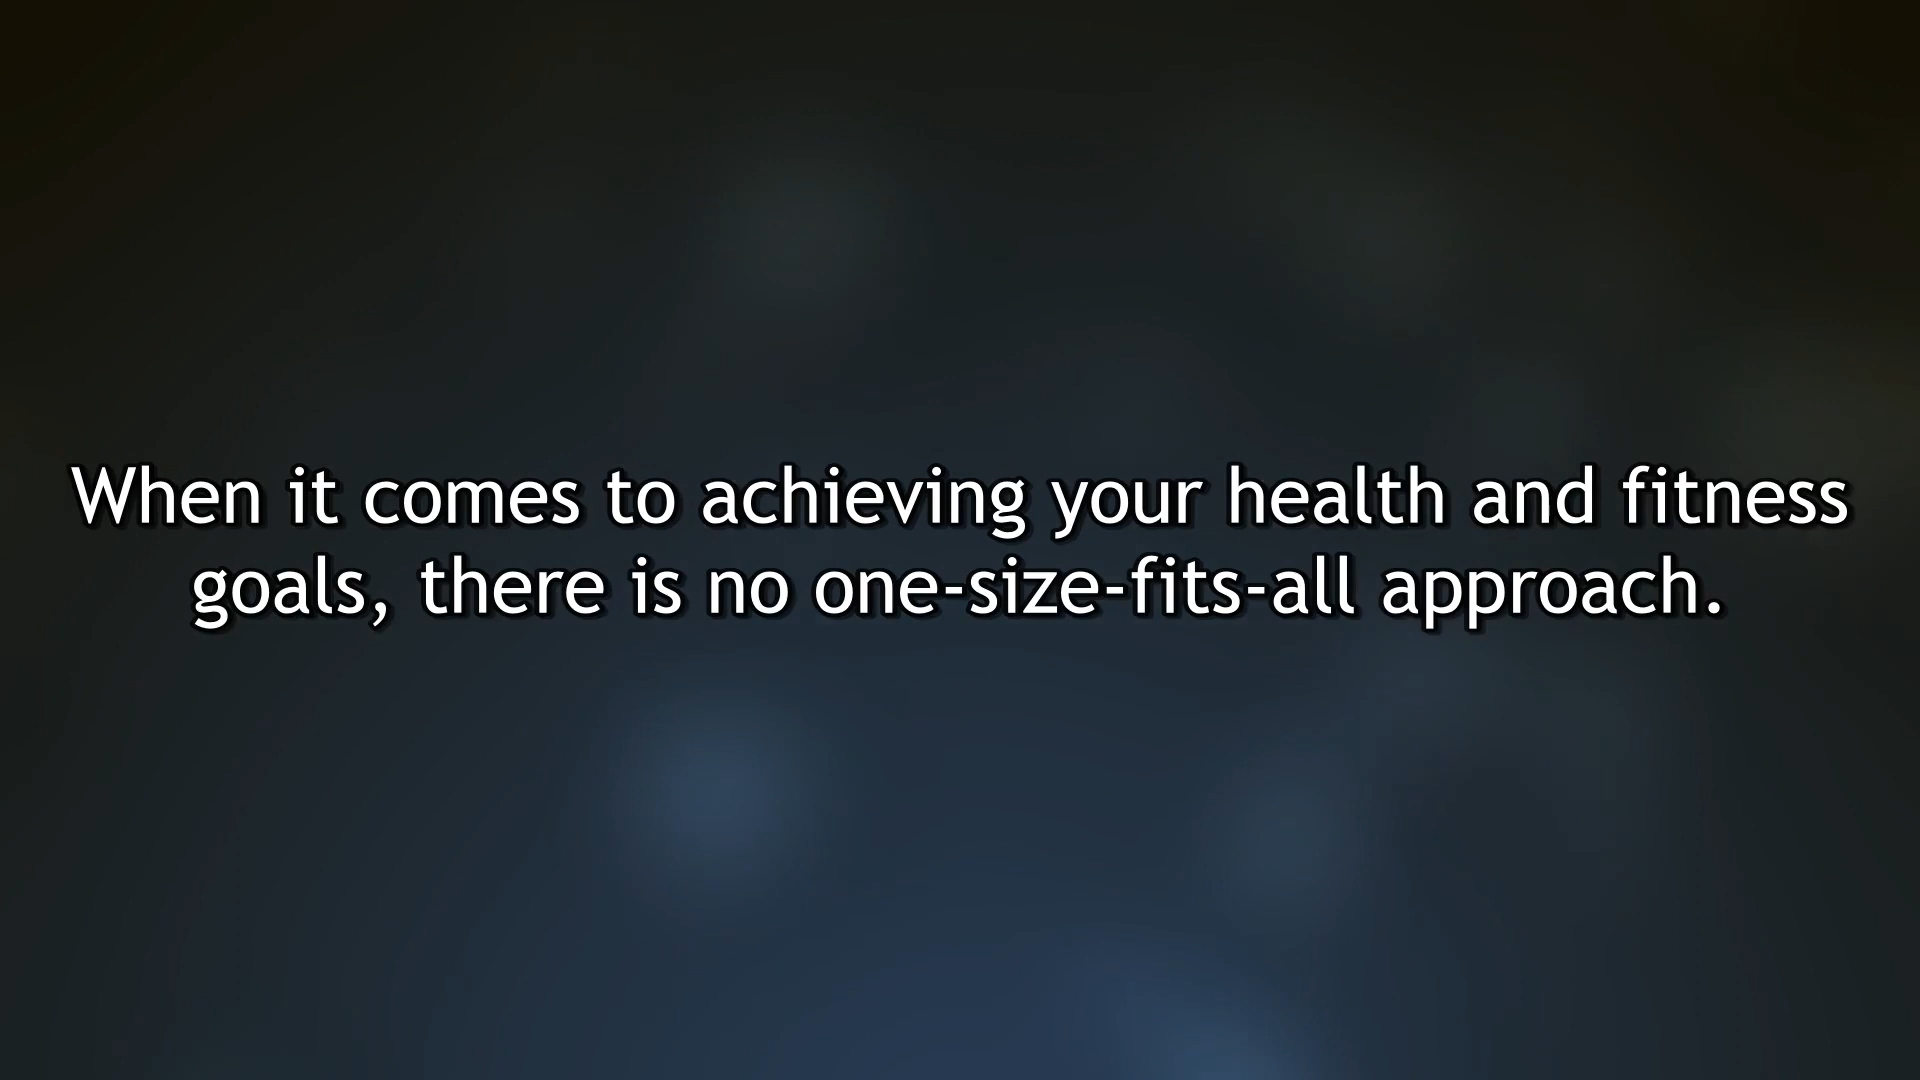 When it comes to achieving your health and fitness
goals, there is no one-size-fits-all approach.